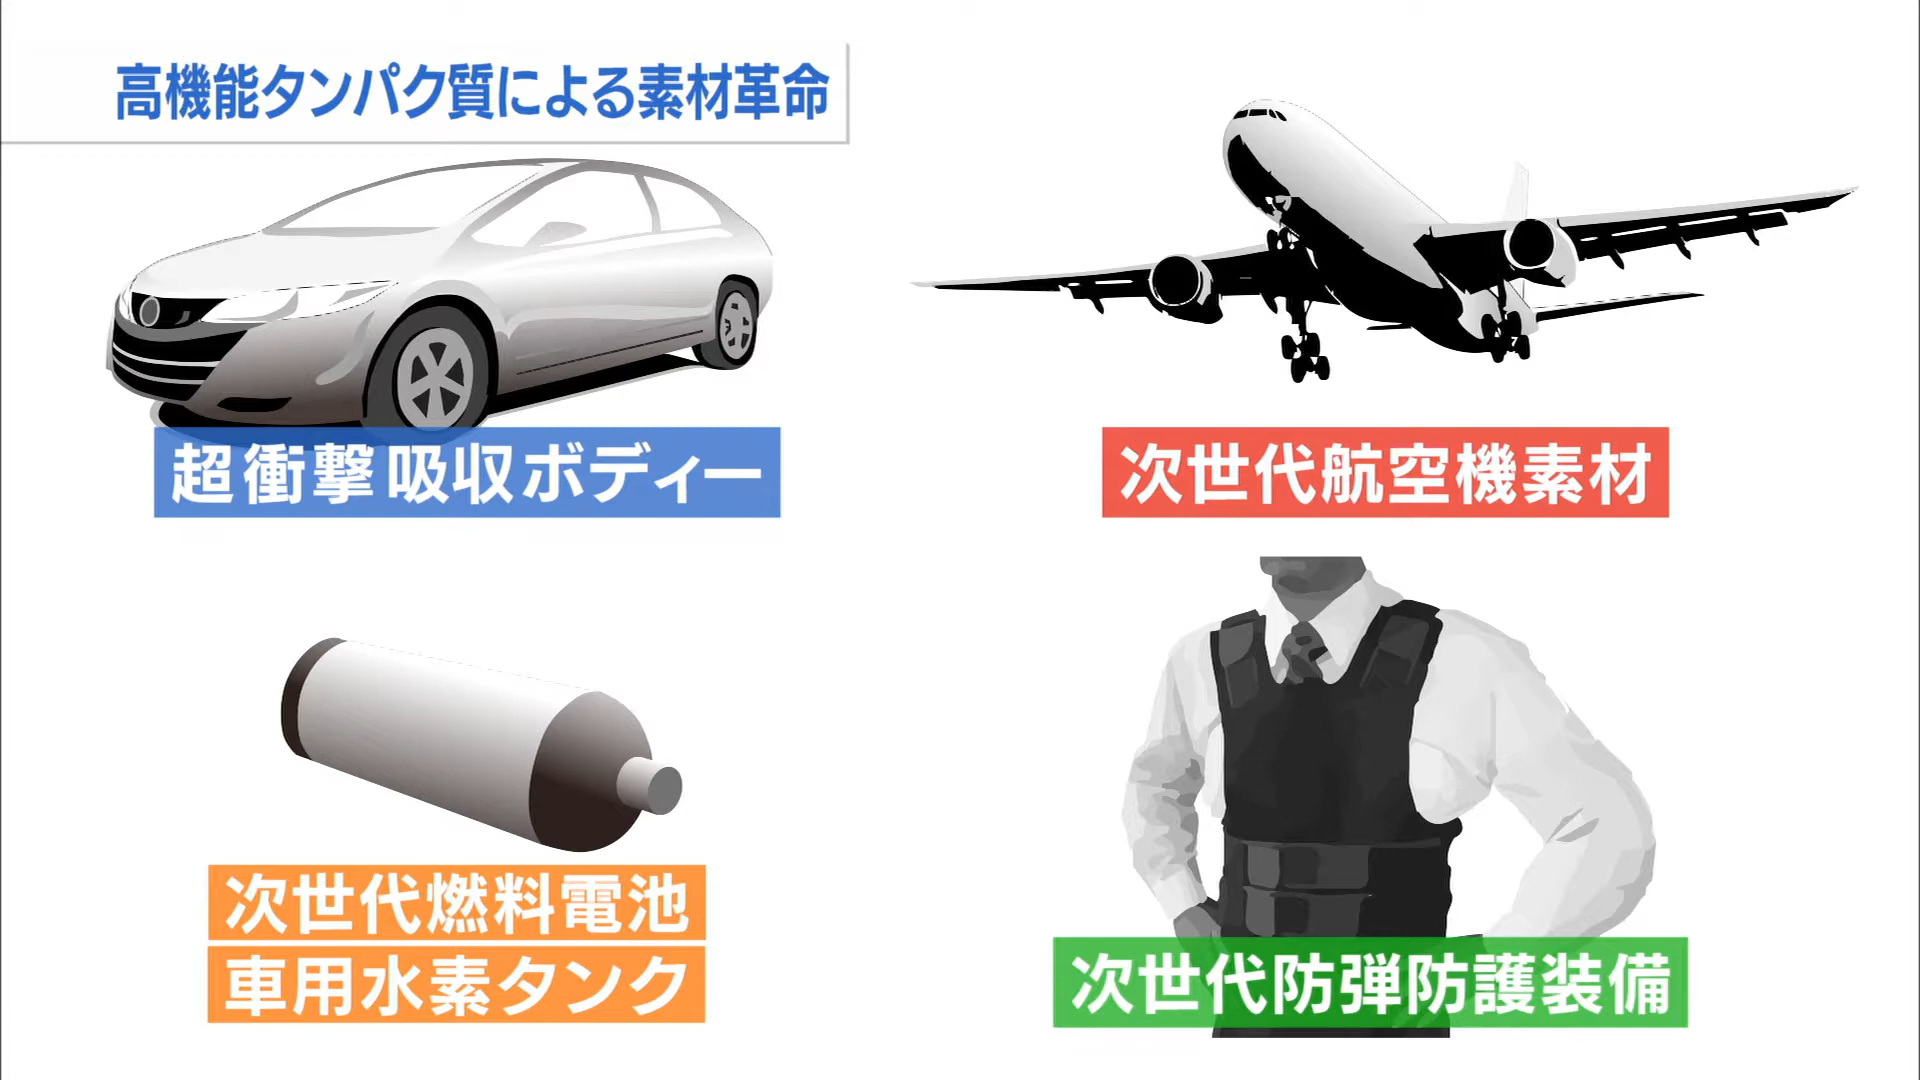 高機能タンパク質による素材革命
超衝撃吸収ボディー
次世代航空機素材
次世代燃料電池
車用水素タンク
次世代防弾防護装備